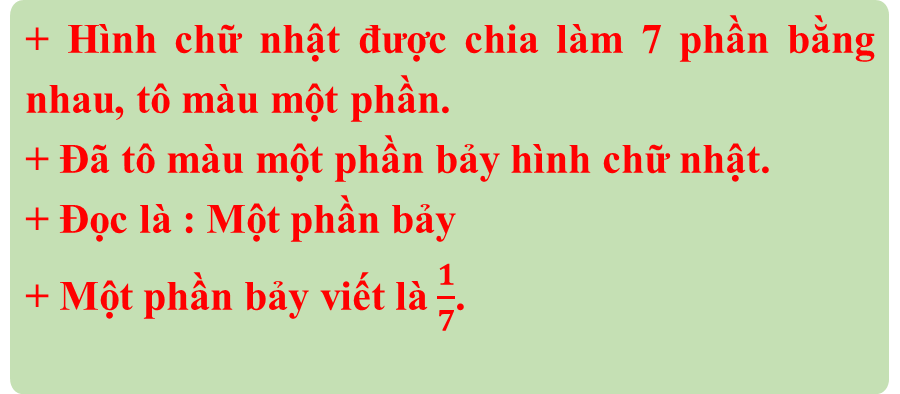 + Hình chữ nhật được chia làm 7 phần bằng
nhau, tô màu một phần.
+ Đã tô màu một phần bảy hình chữ nhật.
+ Đọc là : Một phần bảy
+ Một phần bảy viết là 1/7.